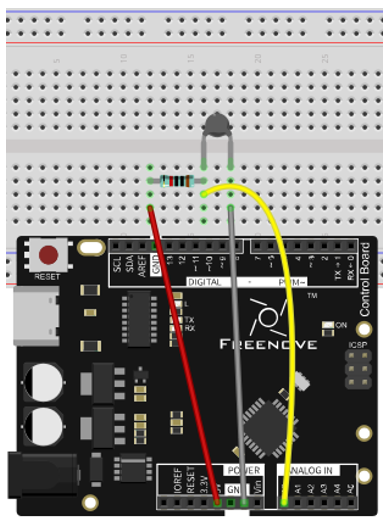 5
10
15
20
25
RESET
SCL
SDA
AREF
GND
13
12
~11
~10
~9
8
7
~6
~5
4
~3
2
TX→1
RX←0
DIGITAL
PWM~
Control Board
L
TX
RX
TM
FREENOVE
ON
ICSP
POWER
ANALOG IN
IOREF
RESET
3.3V
5V
GND
Vin
A1
A2
A3
A4
A5